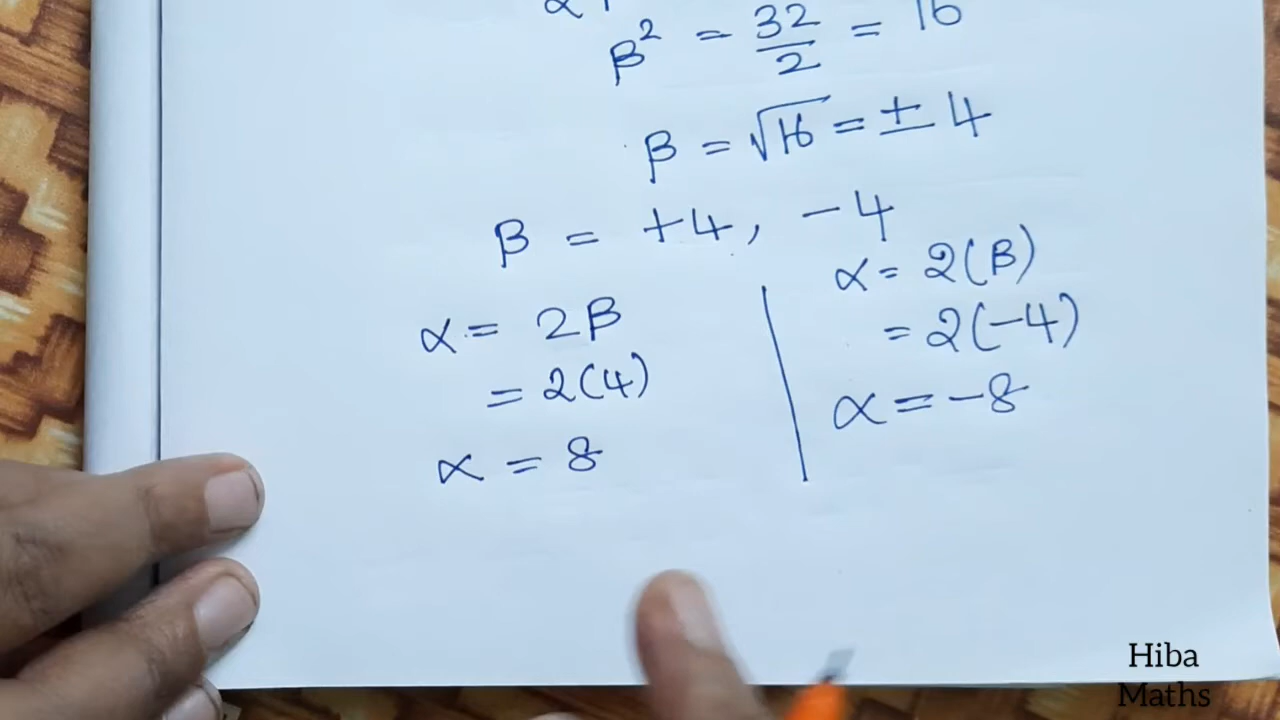 β² = 32/2 = 16
β = √16 = ± 4
β = +4, −4
α = 2β
= 2(4)
α = 8
α = 2(β)
= 2(−4)
α = −8
Hiba
Maths